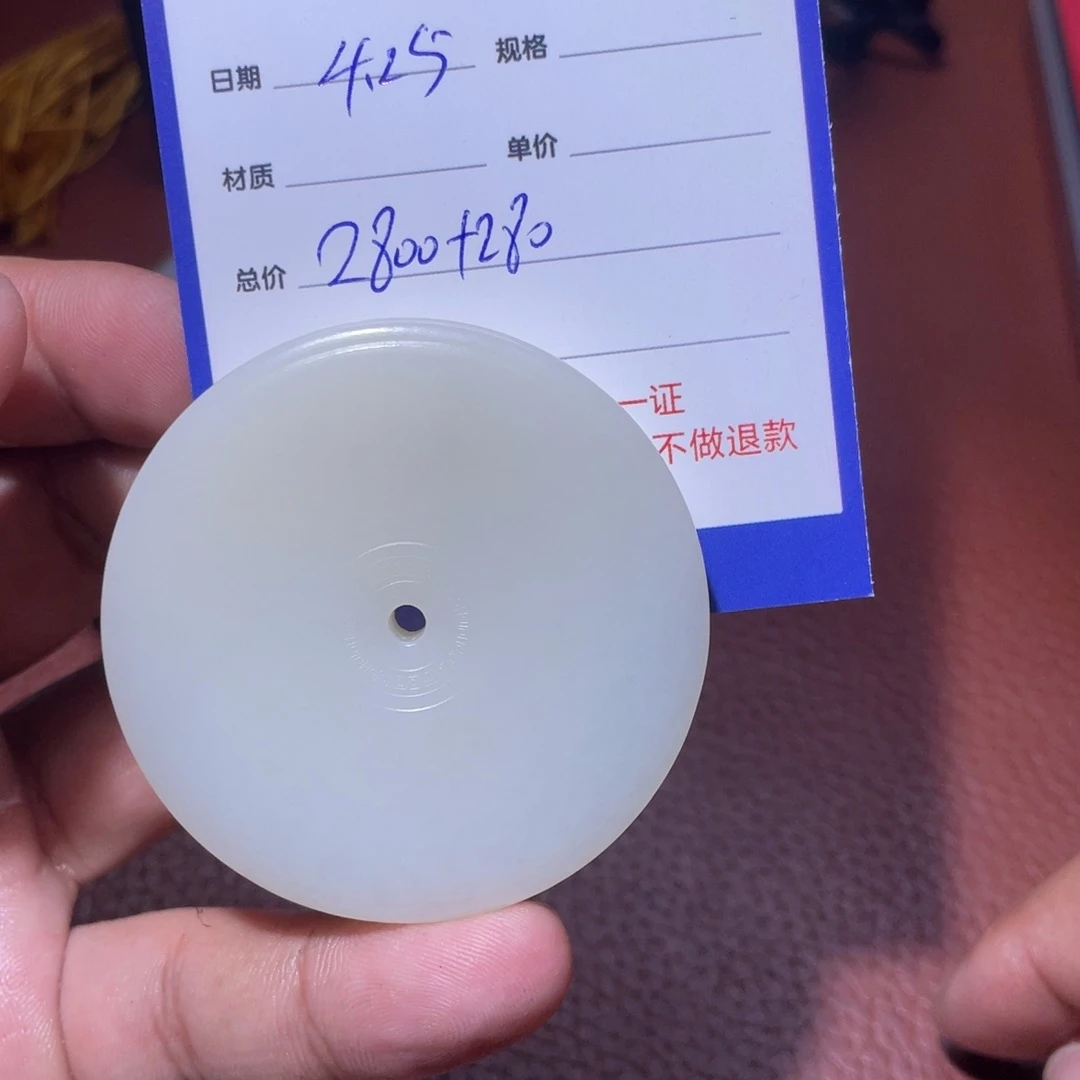 日期 4.25 规格
材质 单价
总价 2800+280
一证
不做退款